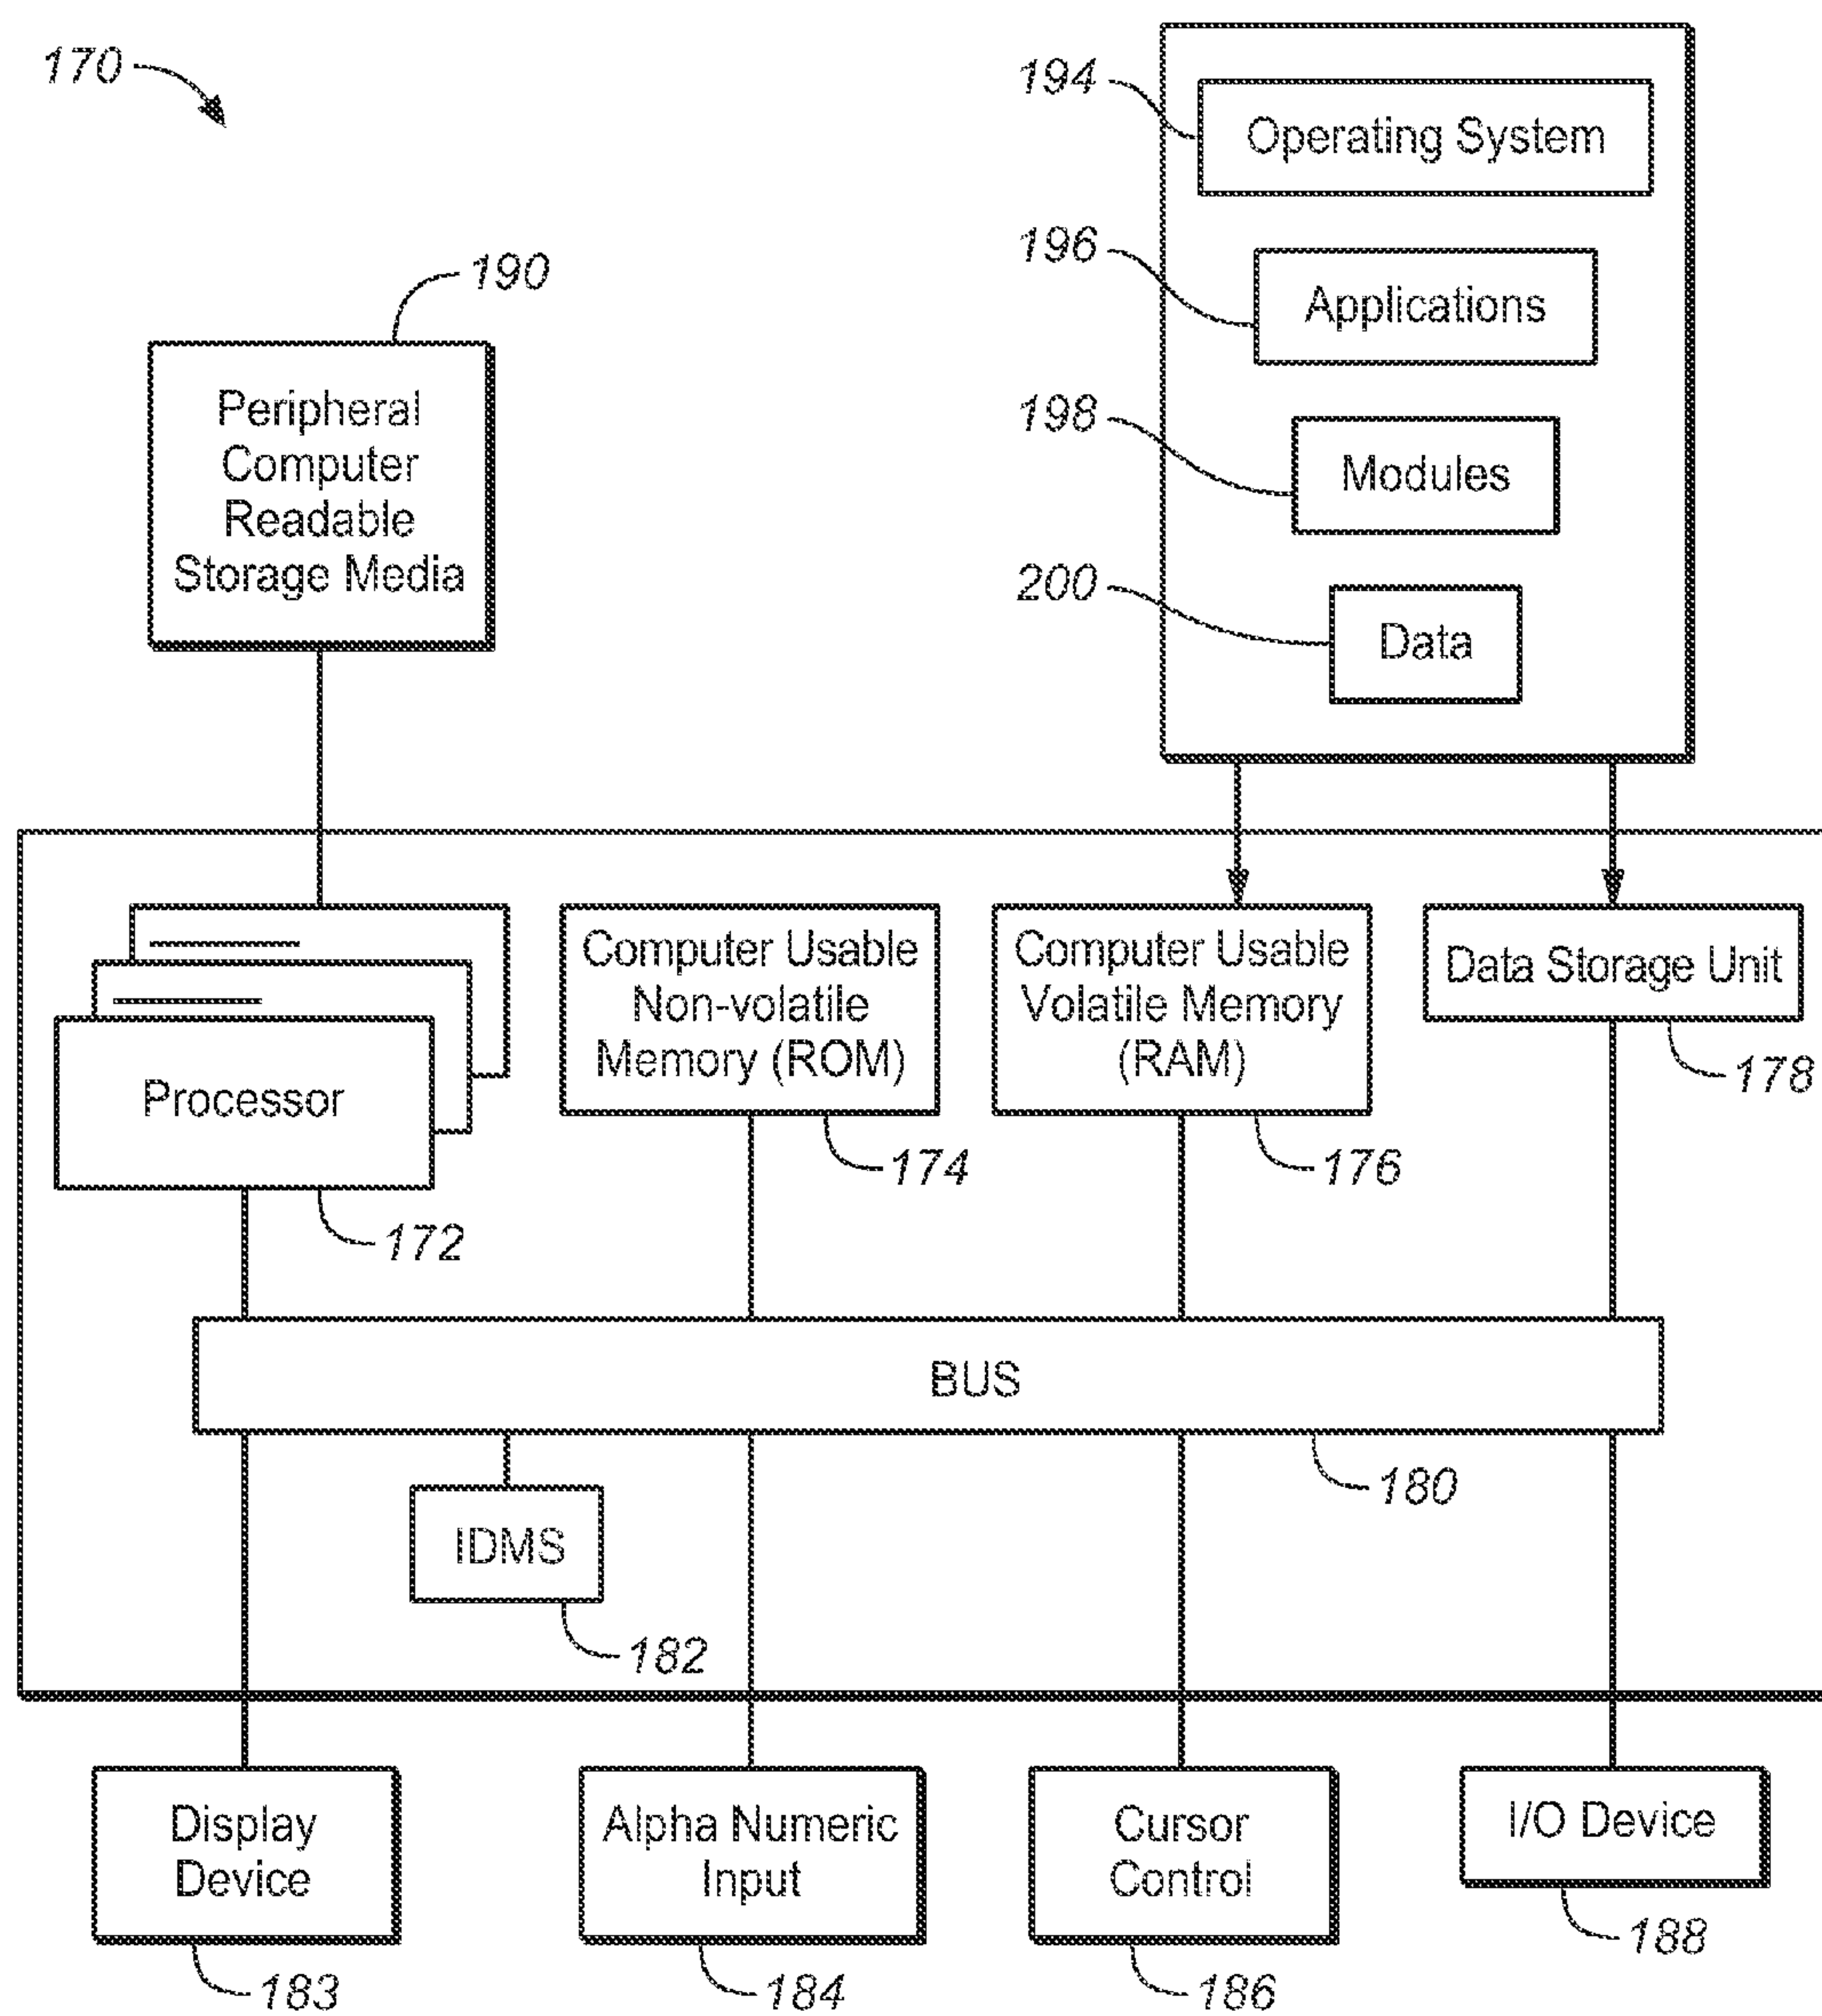 170
194
Operating System
196
Applications
190
Peripheral
Computer
Readable
Storage Media
198
Modules
200
Data
Processor
172
Computer Usable
Non-volatile
Memory (ROM)
174
Computer Usable
Volatile Memory
(RAM)
176
Data Storage Unit
178
BUS
180
IDMS
182
Display
Device
183
Alpha Numeric
Input
184
Cursor
Control
186
I/O Device
188